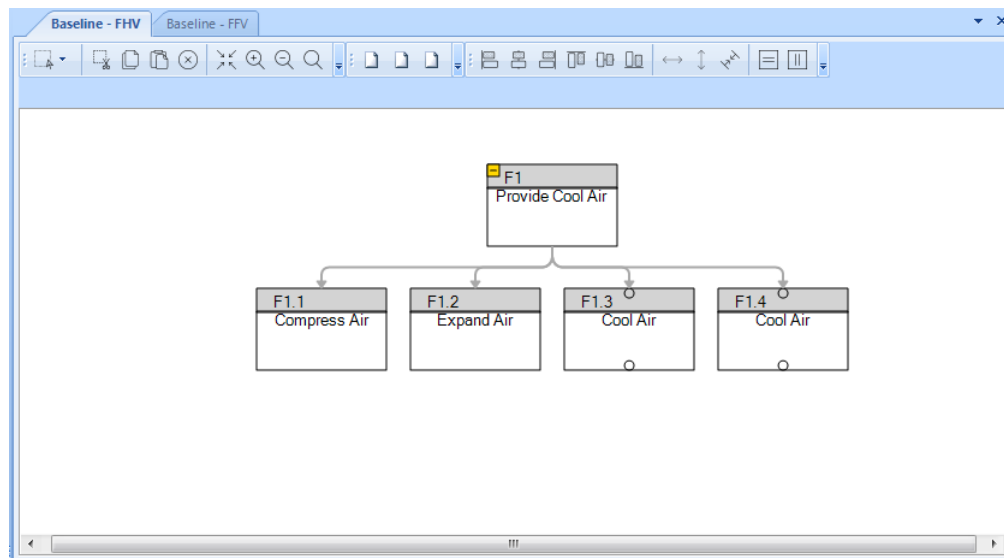 Baseline - FHV
Baseline - FFV
F1
Provide Cool Air
F1.1
Compress Air
F1.2
Expand Air
F1.3
Cool Air
F1.4
Cool Air